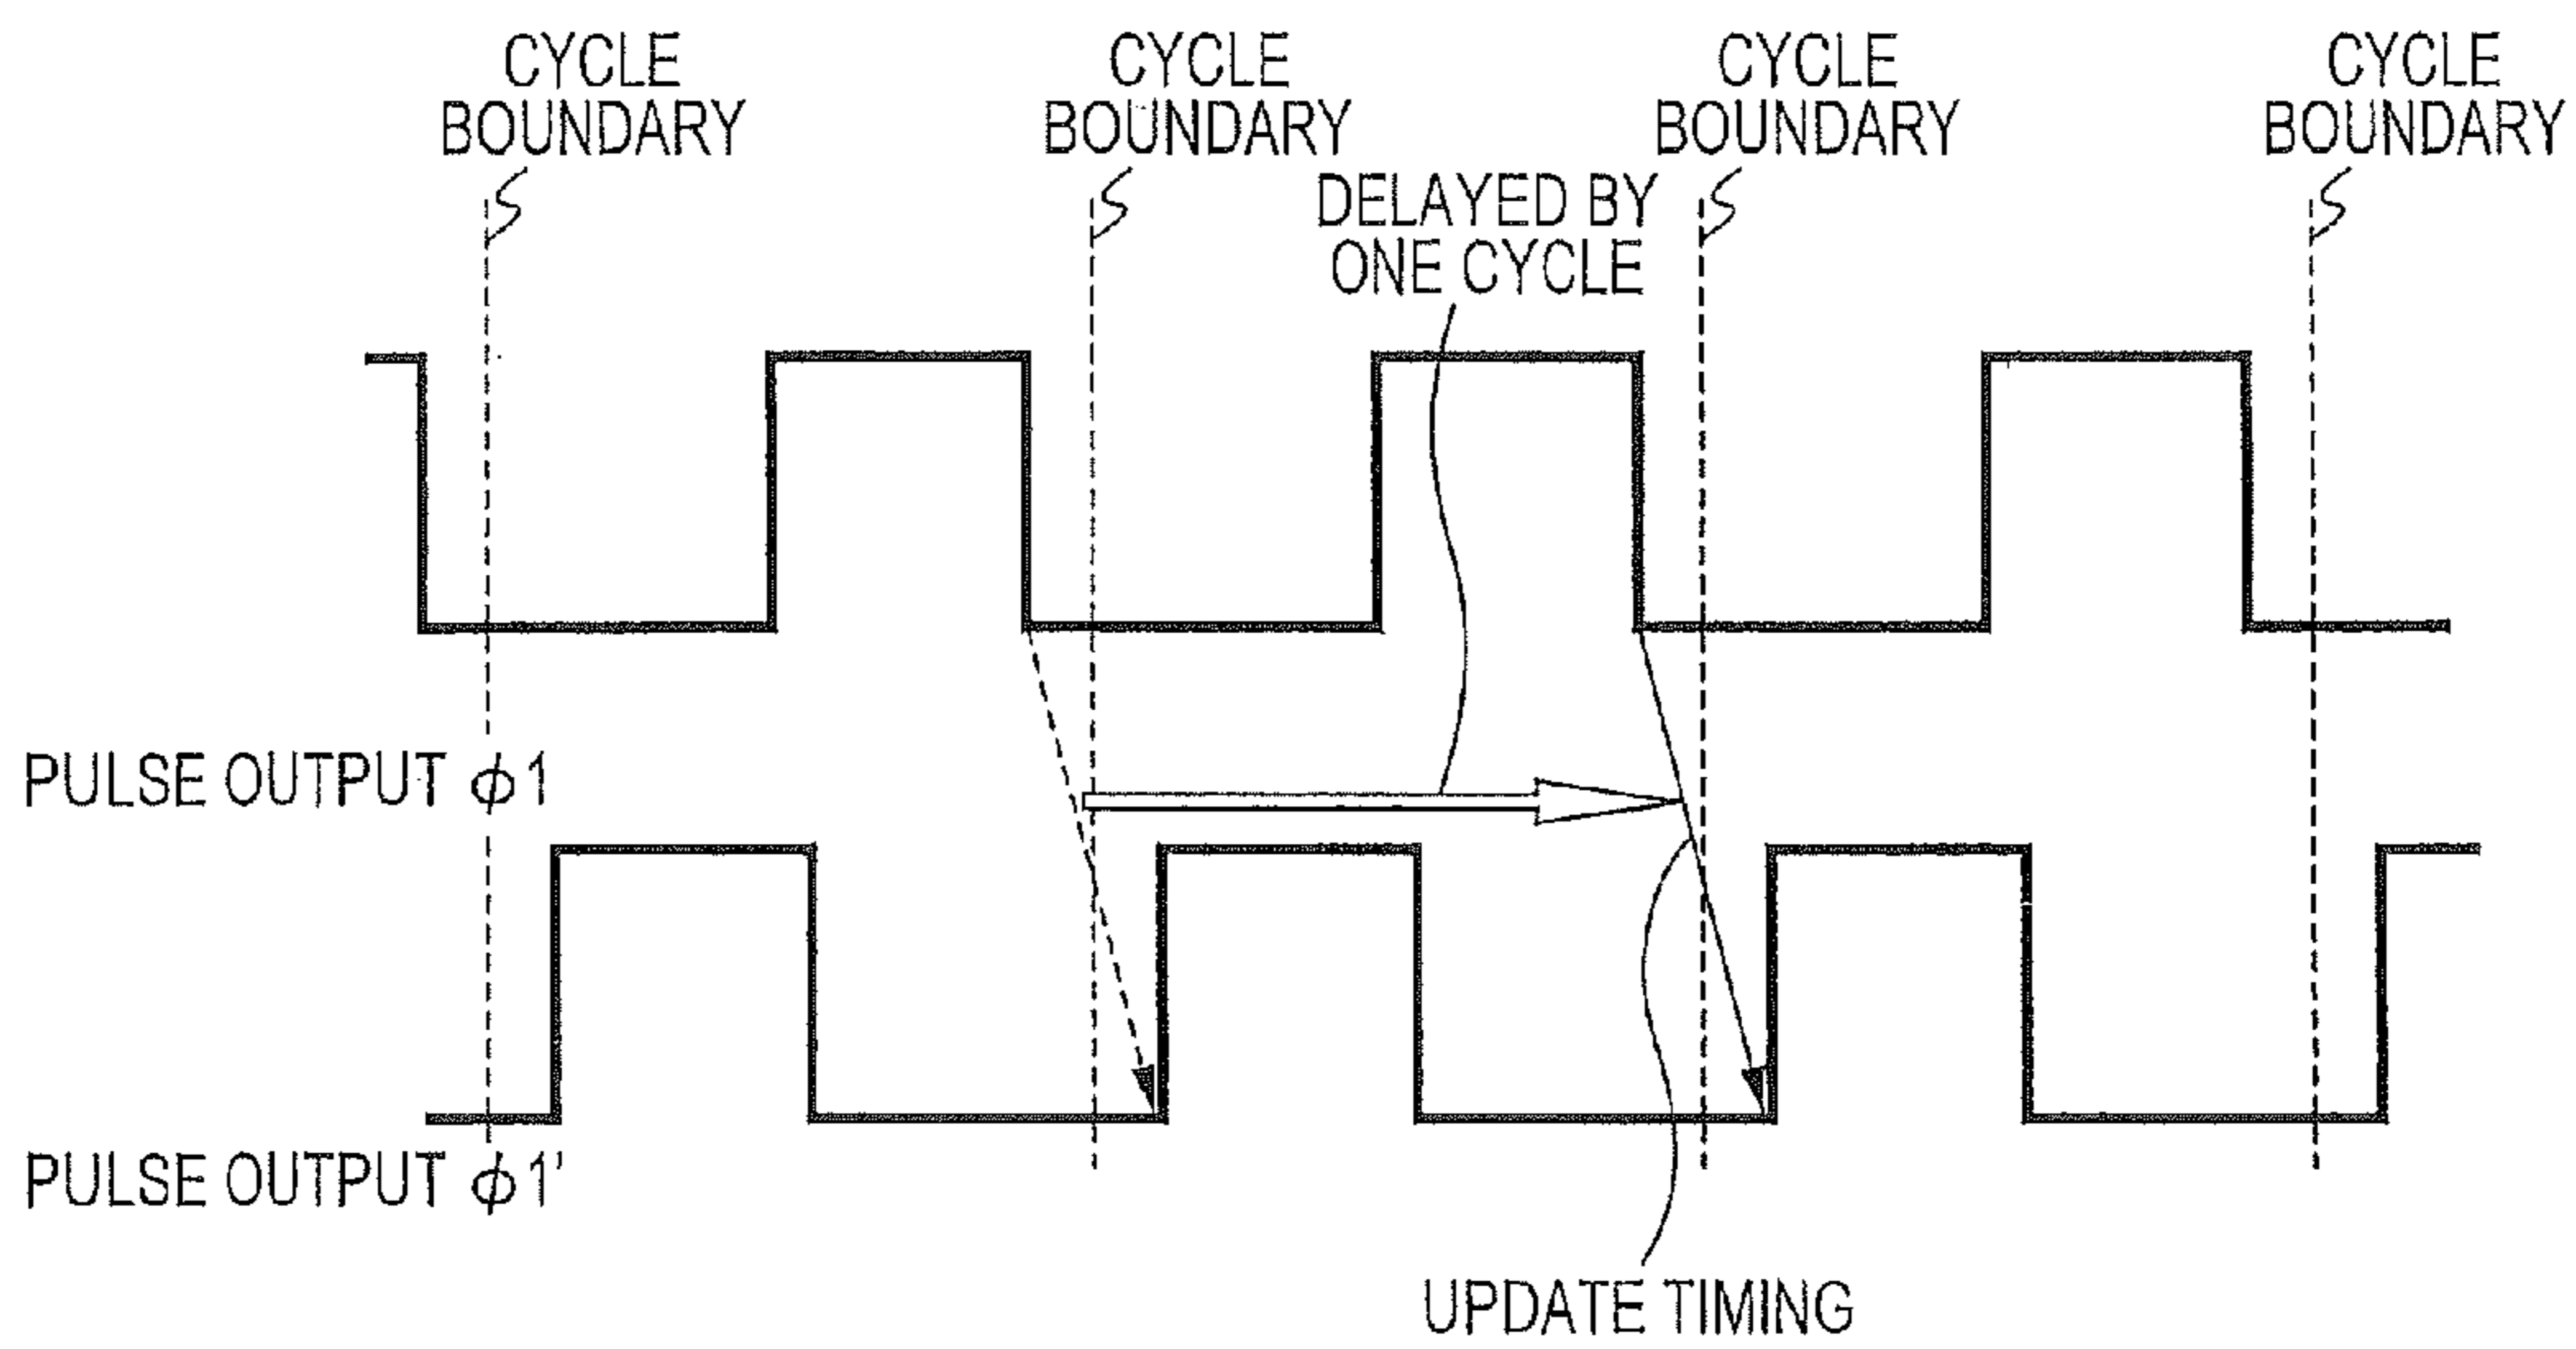 CYCLE
BOUNDARY
CYCLE
BOUNDARY
CYCLE
BOUNDARY
CYCLE
BOUNDARY
DELAYED BY
ONE CYCLE
PULSE OUTPUT ϕ1
PULSE OUTPUT ϕ1'
UPDATE TIMING